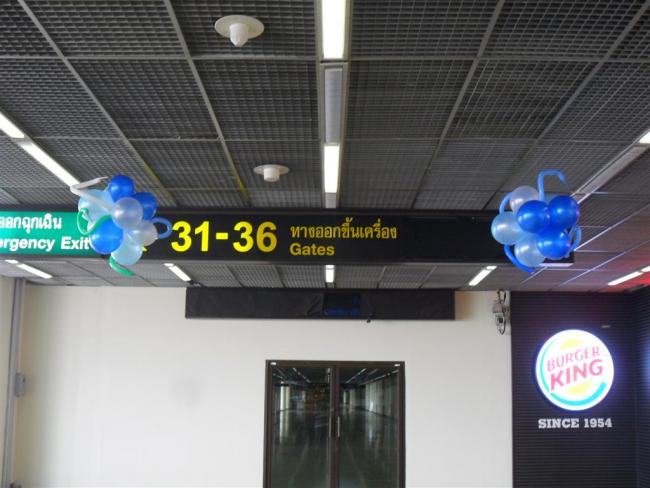 ออกฉุกเฉิน
ergency Exit
31-36
ทางออกขึ้นเครื่อง
Gates
BURGER
KING
SINCE 1954